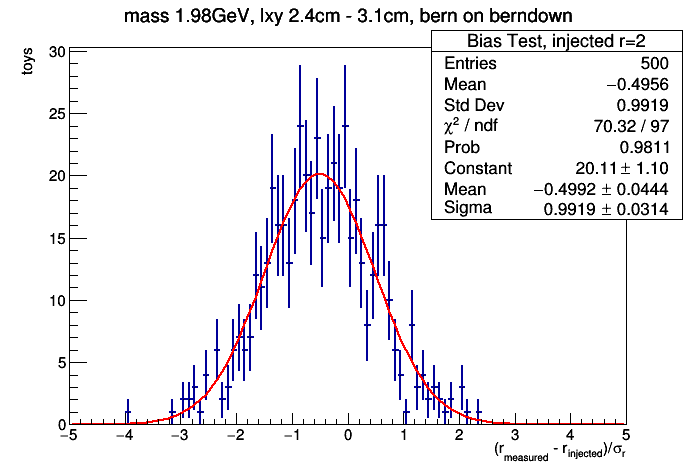 mass 1.98GeV, lxy 2.4cm - 3.1cm, bern on berndown
Bias Test, injected r=2
Entries 500
Mean −0.4956
Std Dev 0.9919
χ² / ndf 70.32 / 97
Prob 0.9811
Constant 20.11 ± 1.10
Mean −0.4992 ± 0.0444
Sigma 0.9919 ± 0.0314
toys
30
25
20
15
10
5
0
−5 −4 −3 −2 −1 0 1 2 3 4 5
(r_measured - r_injected)/σ_r